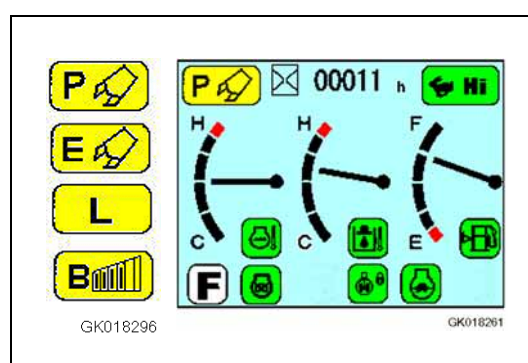 P
E
L
B
GK018296
P 00011 h Hi
H H F
C C E
F
GK018261